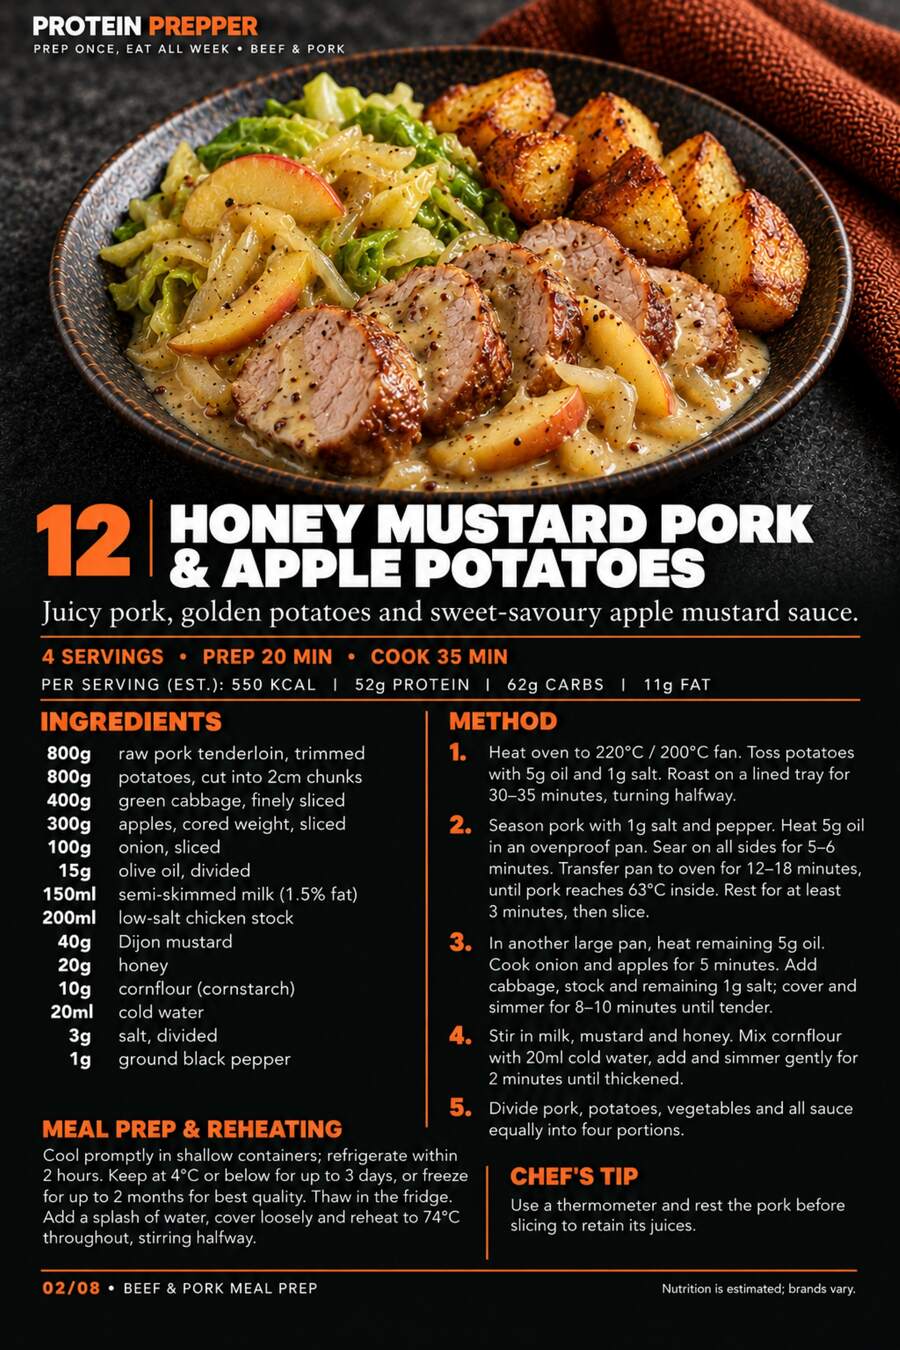 PROTEIN PREPPER
PREP ONCE, EAT ALL WEEK • BEEF & PORK
12
HONEY MUSTARD PORK
& APPLE POTATOES
Juicy pork, golden potatoes and sweet-savoury apple mustard sauce.
4 SERVINGS • PREP 20 MIN • COOK 35 MIN
PER SERVING (EST.): 550 KCAL | 52g PROTEIN | 62g CARBS | 11g FAT
INGREDIENTS
800g raw pork tenderloin, trimmed
800g potatoes, cut into 2cm chunks
400g green cabbage, finely sliced
300g apples, cored weight, sliced
100g onion, sliced
15g olive oil, divided
150ml semi-skimmed milk (1.5% fat)
200ml low-salt chicken stock
40g Dijon mustard
20g honey
10g cornflour (cornstarch)
20ml cold water
3g salt, divided
1g ground black pepper
METHOD
1. Heat oven to 220°C / 200°C fan. Toss potatoes
with 5g oil and 1g salt. Roast on a lined tray for
30–35 minutes, turning halfway.
2. Season pork with 1g salt and pepper. Heat 5g oil
in an ovenproof pan. Sear on all sides for 5–6
minutes. Transfer pan to oven for 12–18 minutes,
until pork reaches 63°C inside. Rest for at least
3 minutes, then slice.
3. In another large pan, heat remaining 5g oil.
Cook onion and apples for 5 minutes. Add
cabbage, stock and remaining 1g salt; cover and
simmer for 8–10 minutes until tender.
4. Stir in milk, mustard and honey. Mix cornflour
with 20ml cold water, add and simmer gently for
2 minutes until thickened.
5. Divide pork, potatoes, vegetables and all sauce
equally into four portions.
MEAL PREP & REHEATING
Cool promptly in shallow containers; refrigerate within
2 hours. Keep at 4°C or below for up to 3 days, or freeze
for up to 2 months for best quality. Thaw in the fridge.
Add a splash of water, cover loosely and reheat to 74°C
throughout, stirring halfway.
CHEF'S TIP
Use a thermometer and rest the pork before
slicing to retain its juices.
02/08 • BEEF & PORK MEAL PREP
Nutrition is estimated; brands vary.